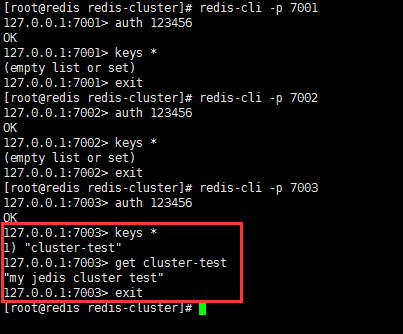 [root@redis redis-cluster]# redis-cli -p 7001
127.0.0.1:7001> auth 123456
OK
127.0.0.1:7001> keys *
(empty list or set)
127.0.0.1:7001> exit
[root@redis redis-cluster]# redis-cli -p 7002
127.0.0.1:7002> auth 123456
OK
127.0.0.1:7002> keys *
(empty list or set)
127.0.0.1:7002> exit
[root@redis redis-cluster]# redis-cli -p 7003
127.0.0.1:7003> auth 123456
OK
127.0.0.1:7003> keys *
1) "cluster-test"
127.0.0.1:7003> get cluster-test
"my jedis cluster test"
127.0.0.1:7003> exit
[root@redis redis-cluster]#